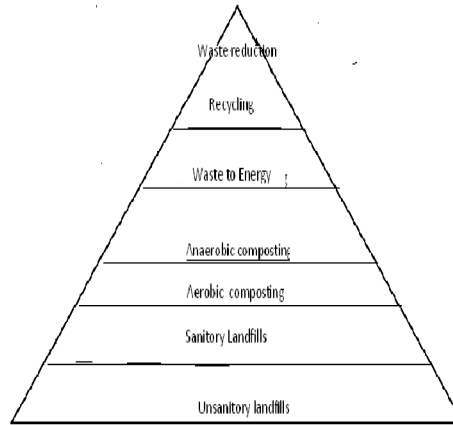 Waste reduction
Recycling
Waste to Energy
Anaerobic composting
Aerobic composting
Sanitory Landfills
Unsanitory landfills